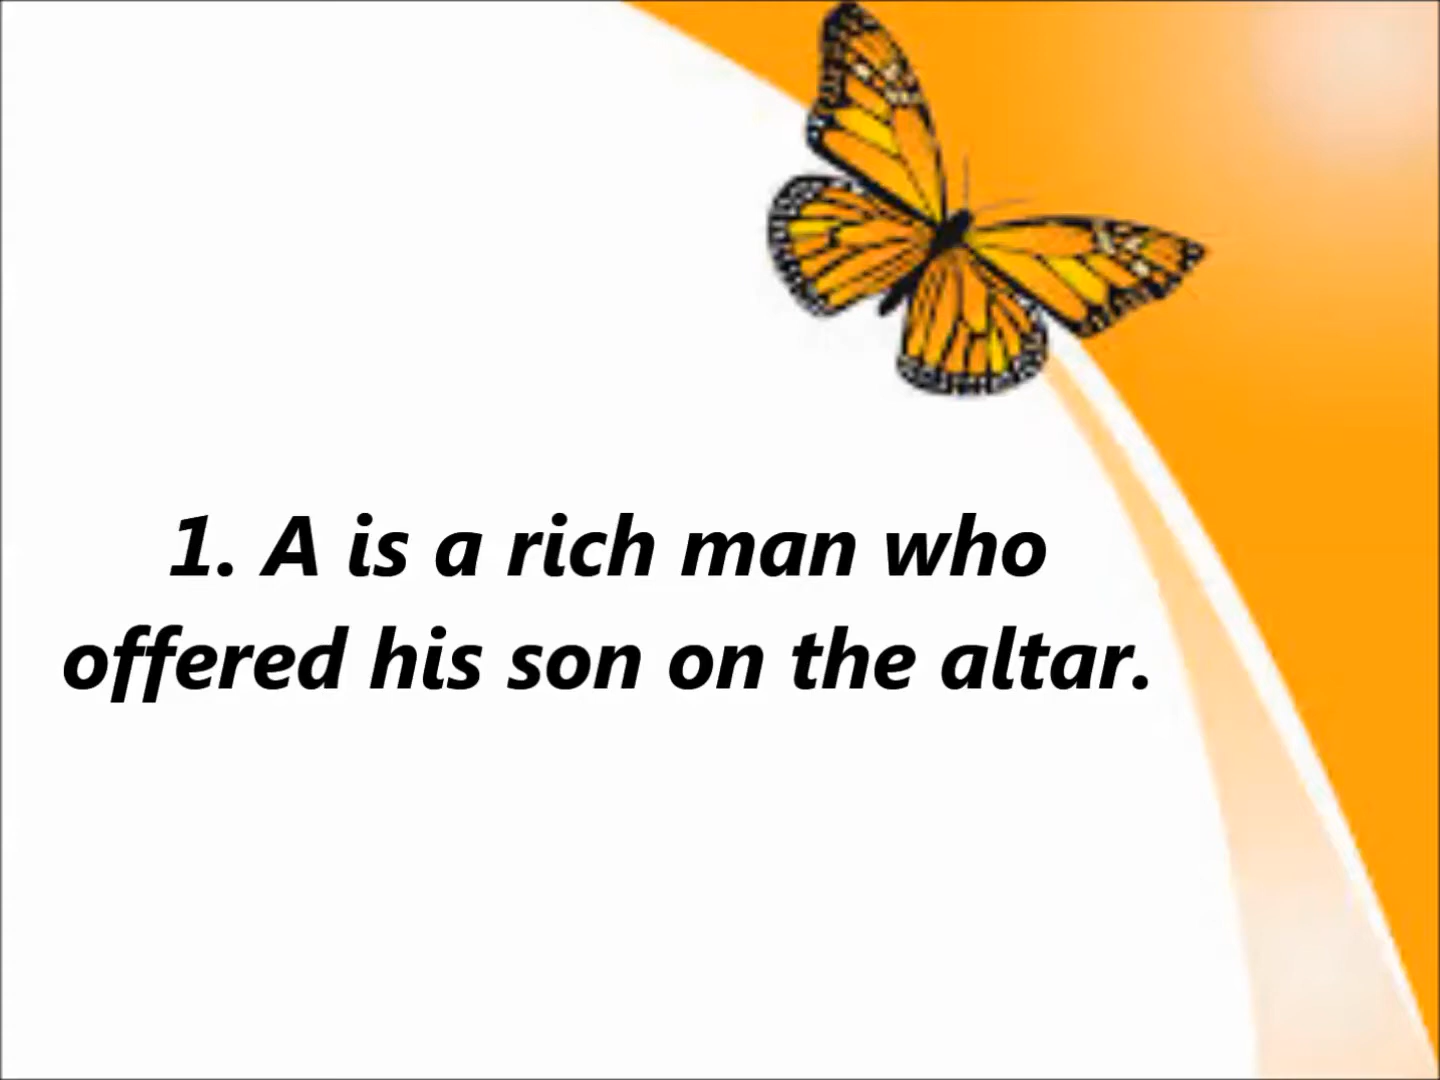 1. A is a rich man who
offered his son on the altar.